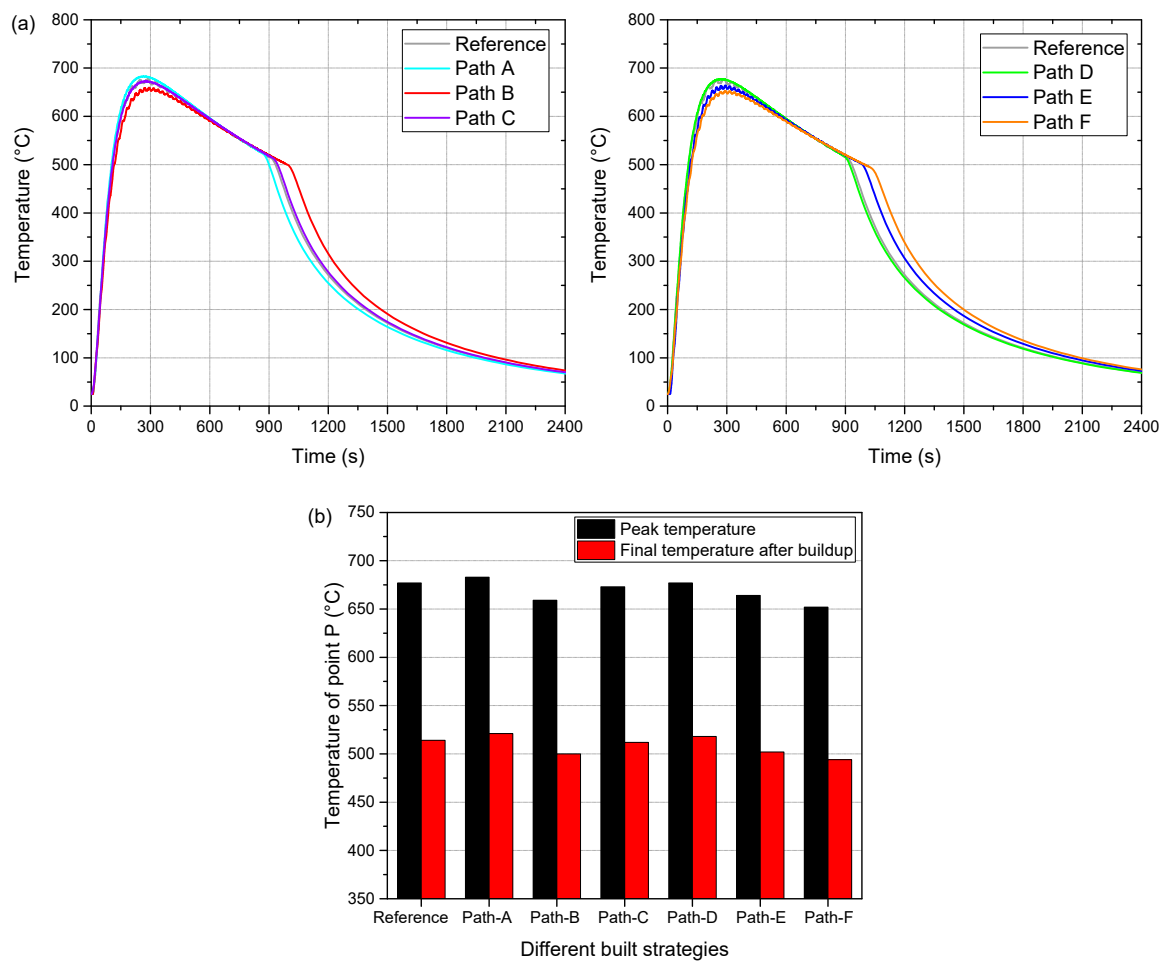 (a)
800
700
600
500
400
300
200
100
0
Temperature (°C)
Reference
Path A
Path B
Path C
0 300 600 900 1200 1500 1800 2100 2400
Time (s)
800
700
600
500
400
300
200
100
0
Temperature (°C)
Reference
Path D
Path E
Path F
0 300 600 900 1200 1500 1800 2100 2400
Time (s)
(b)
750
700
650
600
550
500
450
400
350
Temperature of point P (°C)
Peak temperature
Final temperature after buildup
Reference Path-A Path-B Path-C Path-D Path-E Path-F
Different built strategies